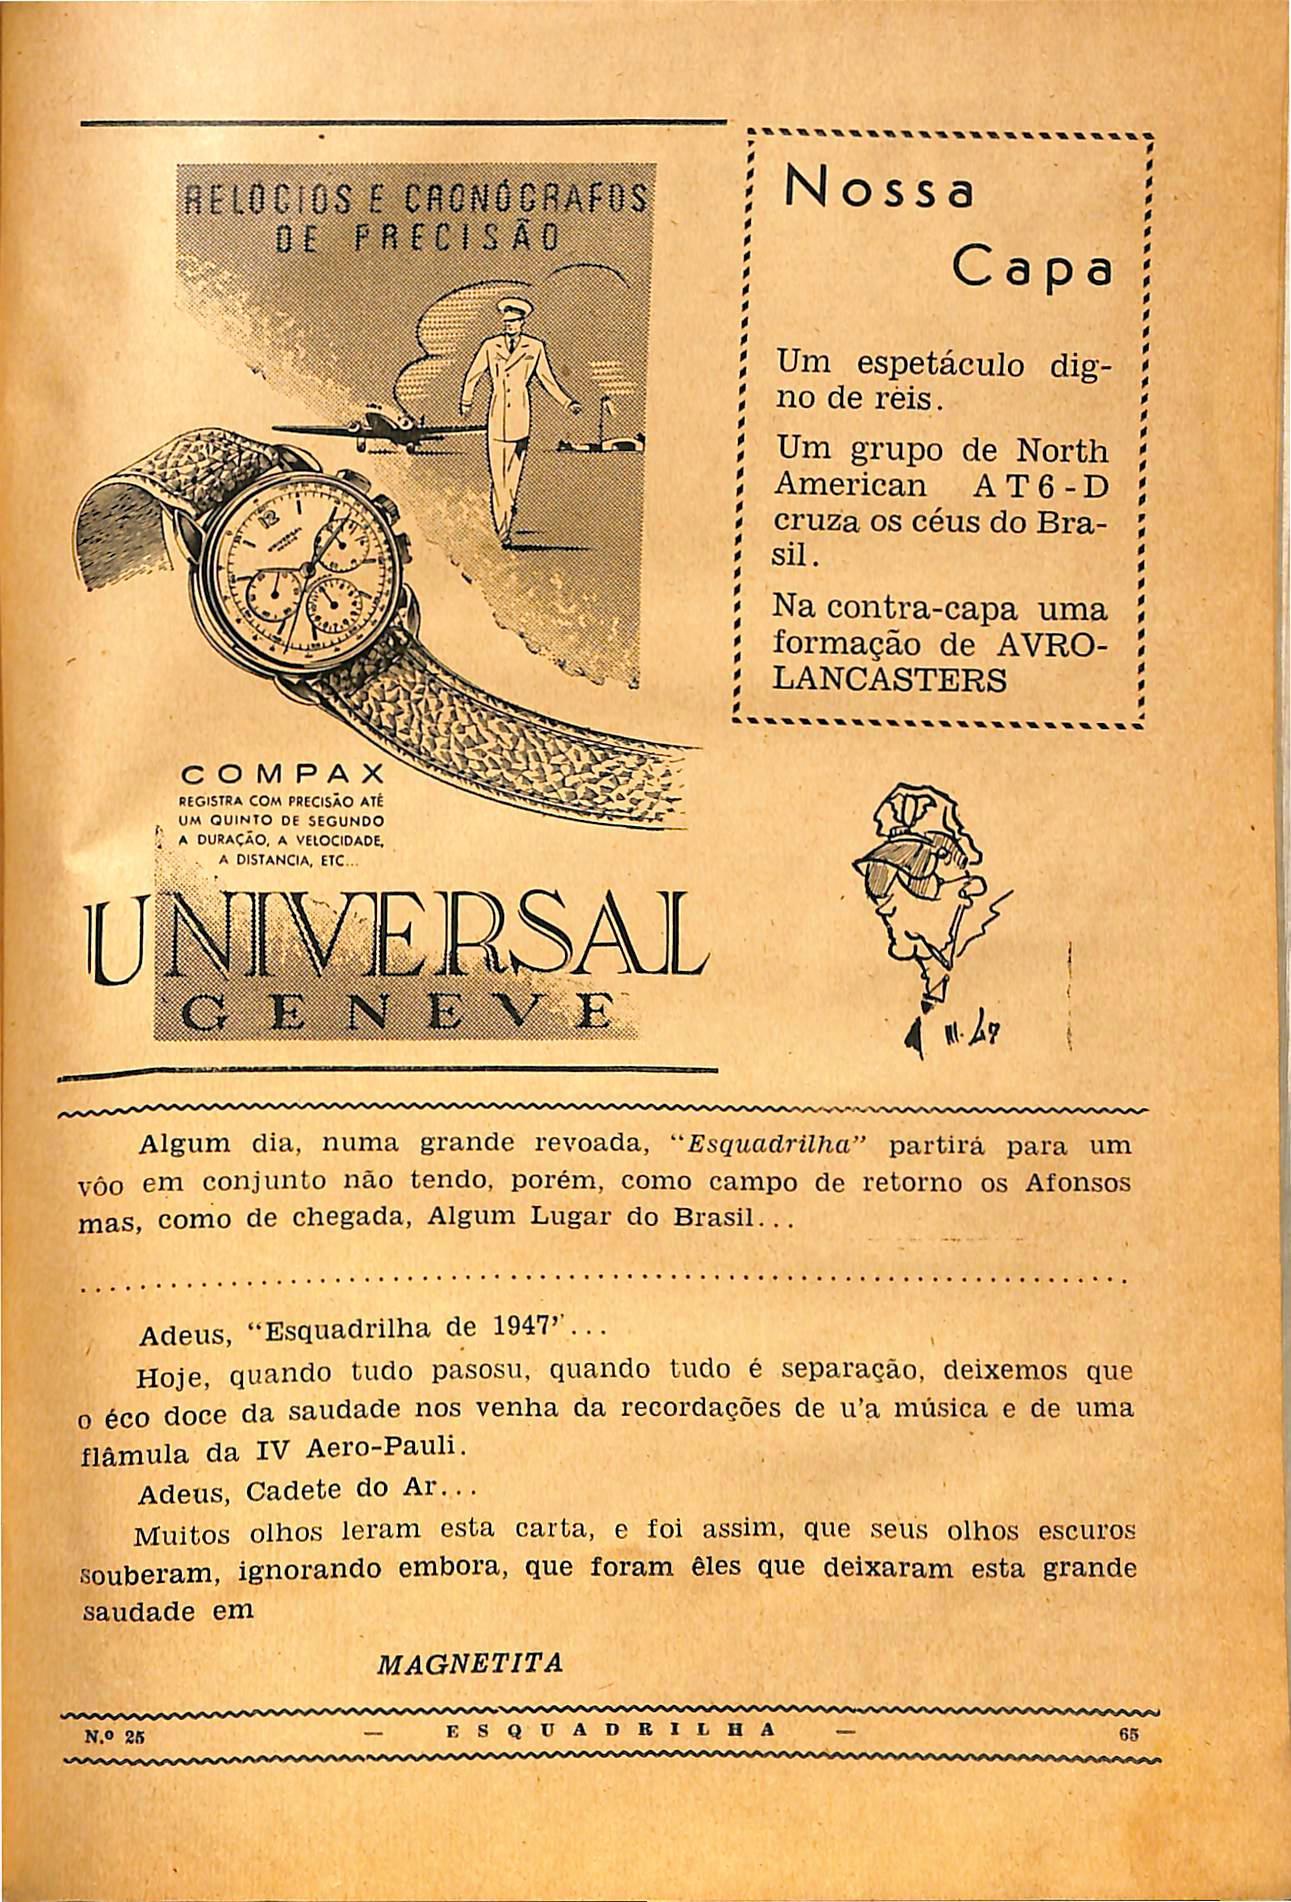 RELOGIOS E CRONÓGRAFOS
DE PRECISÃO
12
UNIVERSAL
COMPAX
REGISTRA COM PRECISÃO ATÉ
UM QUINTO DE SEGUNDO
A DURAÇÃO, A VELOCIDADE,
A DISTANCIA, ETC...
UNIVERSAL
GENEVE
Nossa
Capa
Um espetáculo dig-
no de réis.
Um grupo de North
American AT6-D
cruza os céus do Bra-
sil.
Na contra-capa uma
formação de AVRO-
LANCASTERS
III. 47
Algum dia, numa grande revoada, "Esquadrilha" partirá para um
vôo em conjunto não tendo, porém, como campo de retorno os Afonsos
mas, como de chegada, Algum Lugar do Brasil...
Adeus, "Esquadrilha de 1947"...
Hoje, quando tudo pasosu, quando tudo é separação, deixemos que
o éco doce da saudade nos venha da recordações de u'a música e de uma
flâmula da IV Aero-Pauli.
Adeus, Cadete do Ar...
Muitos olhos leram esta carta, e foi assim, que seus olhos escuros
souberam, ignorando embora, que foram êles que deixaram esta grande
saudade em
MAGNETITA
N.º 25 — ESQUADRILHA — 65